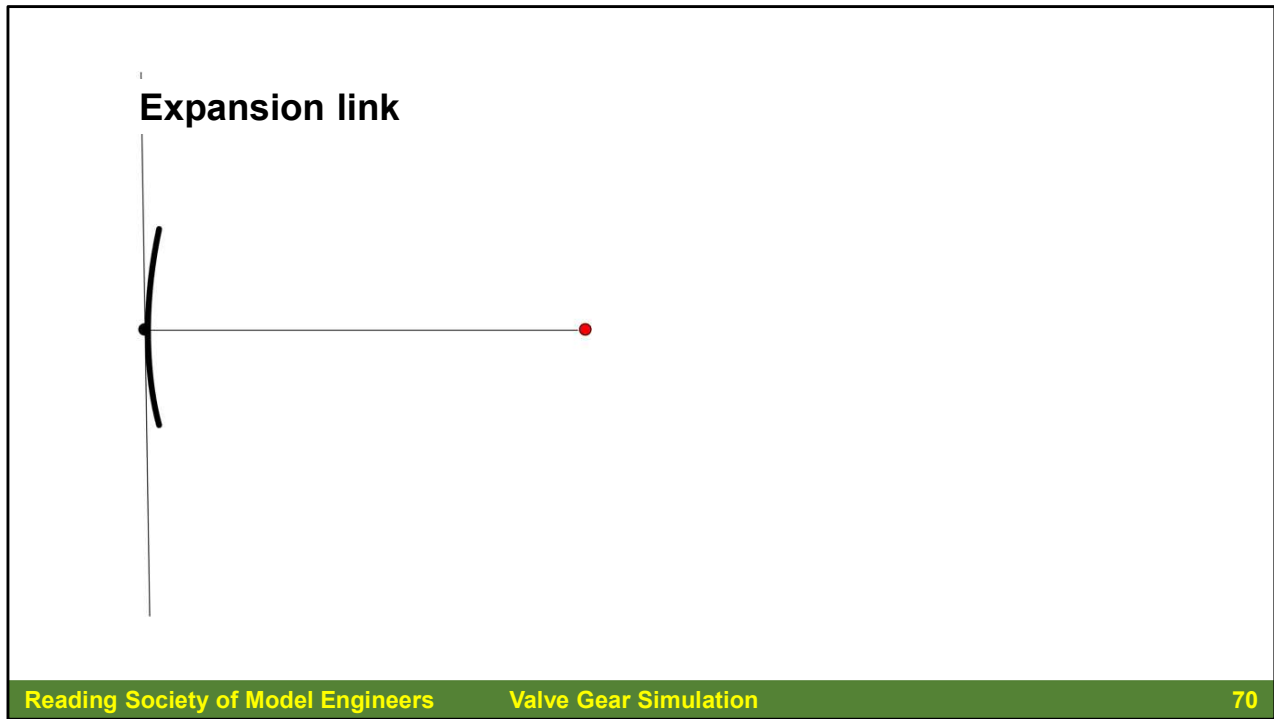 Expansion link
Reading Society of Model Engineers Valve Gear Simulation 70